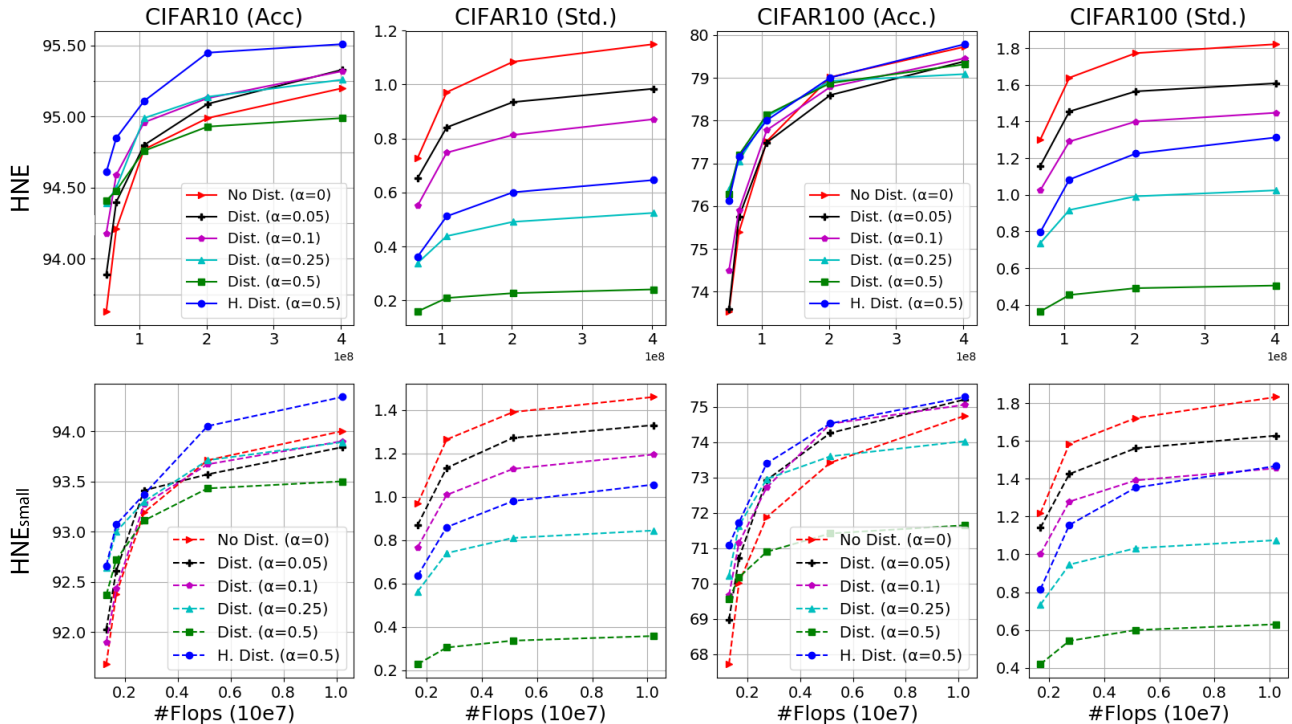 CIFAR10 (Acc)
CIFAR10 (Std.)
CIFAR100 (Acc.)
CIFAR100 (Std.)
HNE
95.50
95.00
94.50
94.00
1
2
3
4
1e8
No Dist. (α=0)
Dist. (α=0.05)
Dist. (α=0.1)
Dist. (α=0.25)
Dist. (α=0.5)
H. Dist. (α=0.5)
1.2
1.0
0.8
0.6
0.4
0.2
1
2
3
4
1e8
80
79
78
77
76
75
74
1
2
3
4
1e8
No Dist. (α=0)
Dist. (α=0.05)
Dist. (α=0.1)
Dist. (α=0.25)
Dist. (α=0.5)
H. Dist. (α=0.5)
1.8
1.6
1.4
1.2
1.0
0.8
0.6
0.4
1
2
3
4
1e8
HNEsmall
94.0
93.5
93.0
92.5
92.0
0.2
0.4
0.6
0.8
1.0
#Flops (10e7)
No Dist. (α=0)
Dist. (α=0.05)
Dist. (α=0.1)
Dist. (α=0.25)
Dist. (α=0.5)
H. Dist. (α=0.5)
1.4
1.2
1.0
0.8
0.6
0.4
0.2
0.2
0.4
0.6
0.8
1.0
#Flops (10e7)
75
74
73
72
71
70
69
68
0.2
0.4
0.6
0.8
1.0
#Flops (10e7)
No Dist. (α=0)
Dist. (α=0.05)
Dist. (α=0.1)
Dist. (α=0.25)
Dist. (α=0.5)
H. Dist. (α=0.5)
1.8
1.6
1.4
1.2
1.0
0.8
0.6
0.4
0.2
0.4
0.6
0.8
1.0
#Flops (10e7)